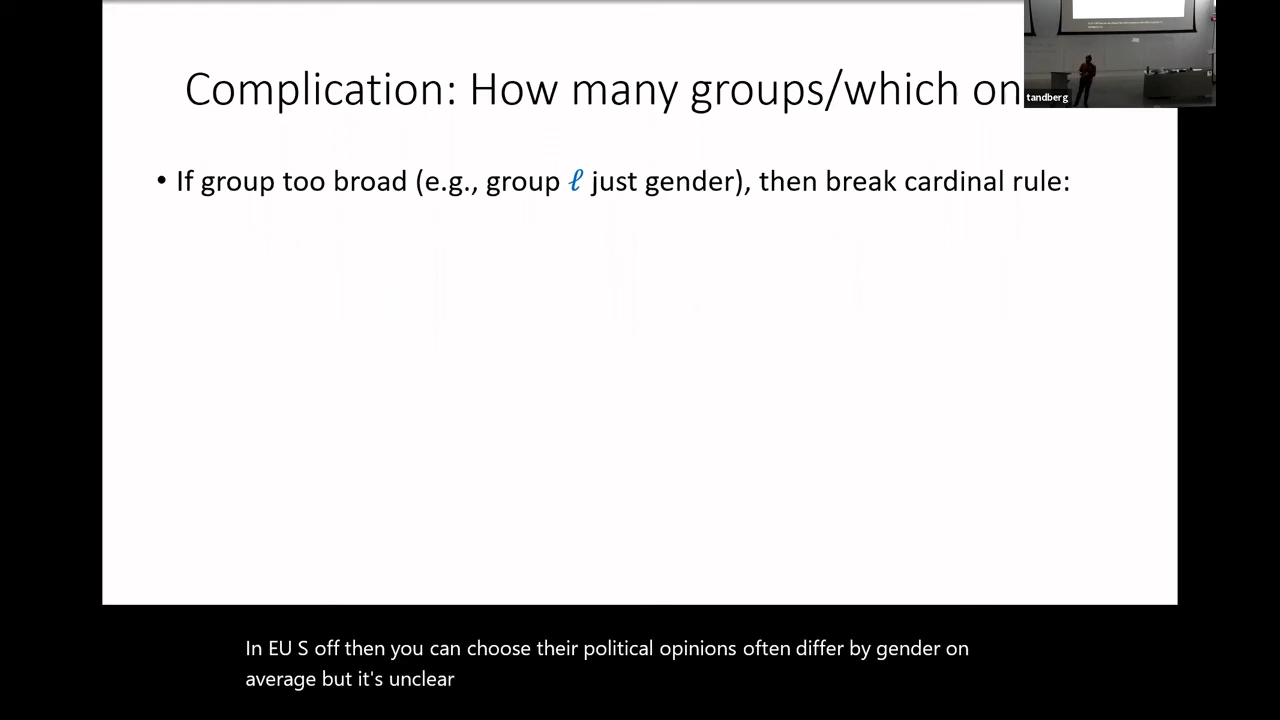 Complication: How many groups/which on
tandberg
• If group too broad (e.g., group ℓ just gender), then break cardinal rule:
In EU S off then you can choose their political opinions often differ by gender on
average but it's unclear